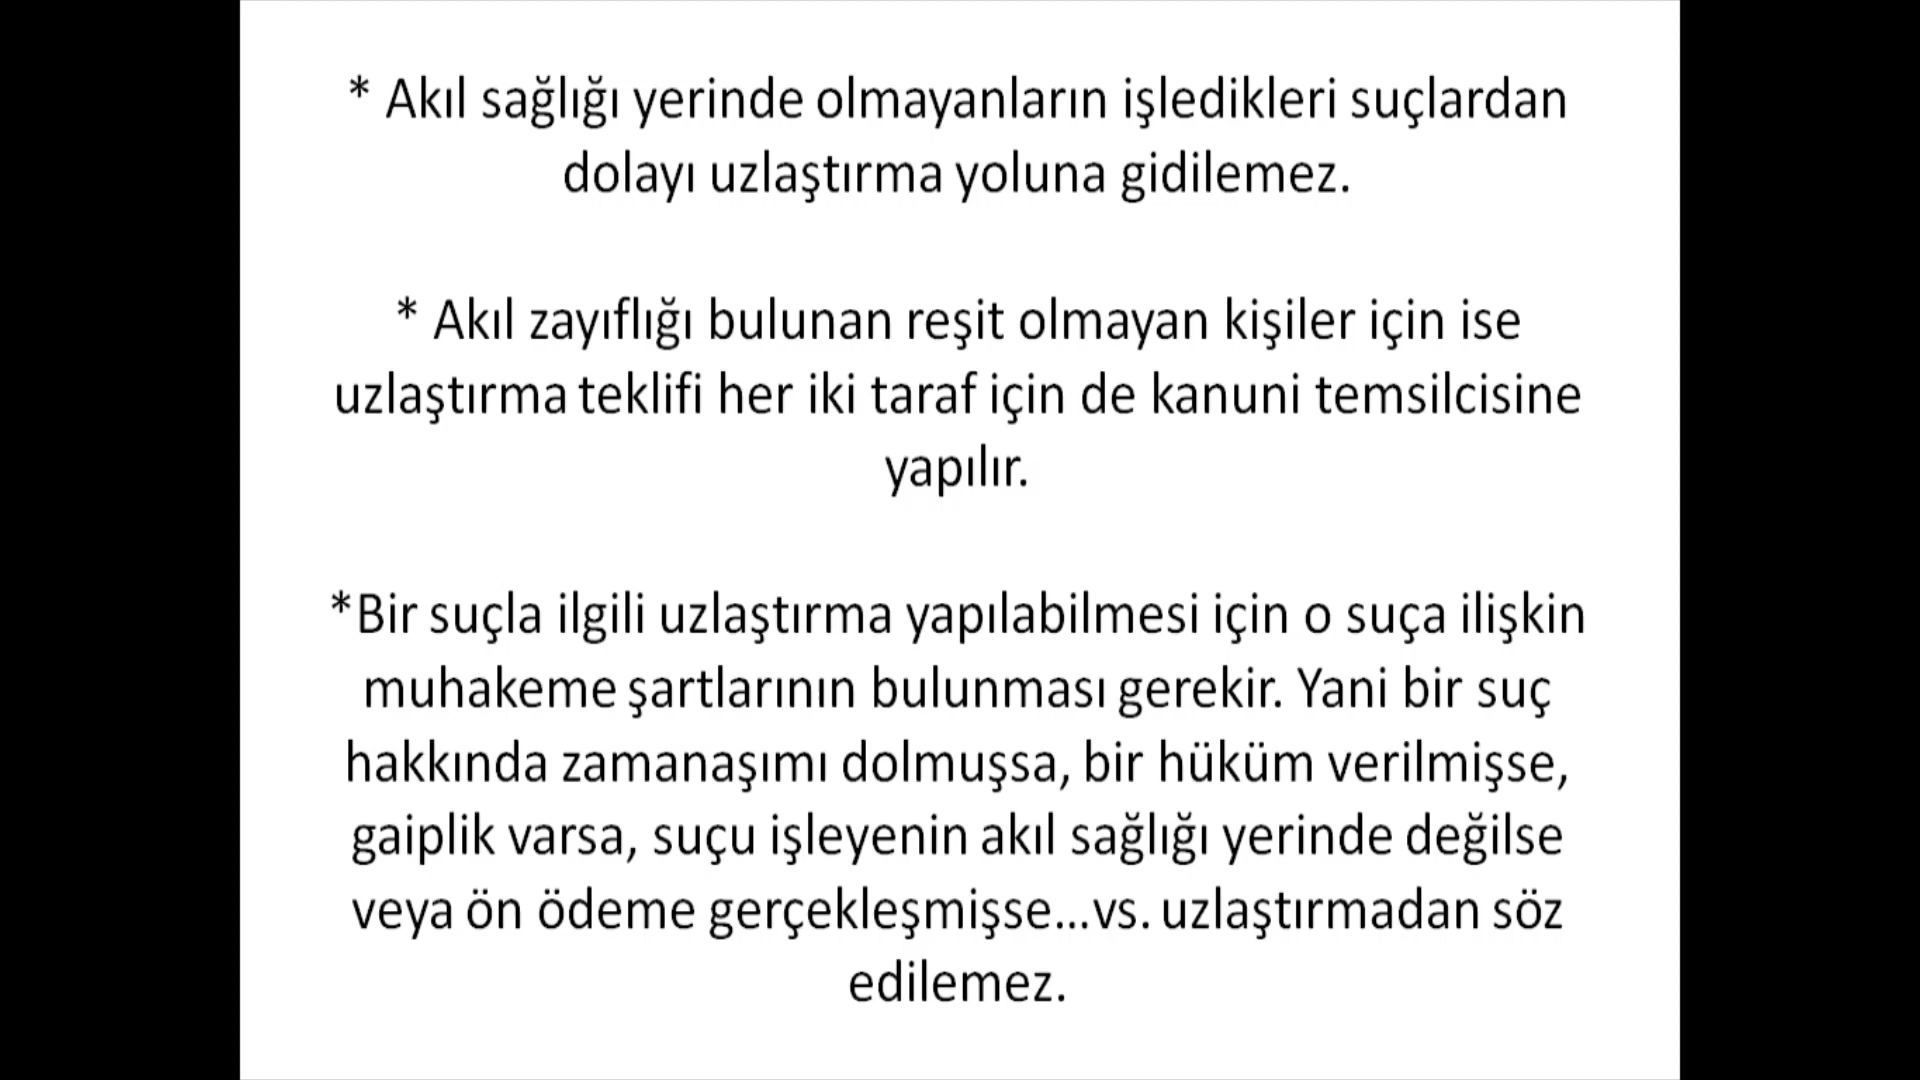 * Akıl sağlığı yerinde olmayanların işledikleri suçlardan
dolayı uzlaştırma yoluna gidilemez.
* Akıl zayıflığı bulunan reşit olmayan kişiler için ise
uzlaştırma teklifi her iki taraf için de kanuni temsilcisine
yapılır.
*Bir suçla ilgili uzlaştırma yapılabilmesi için o suça ilişkin
muhakeme şartlarının bulunması gerekir. Yani bir suç
hakkında zamanaşımı dolmuşsa, bir hüküm verilmişse,
gaiplik varsa, suçu işleyenin akıl sağlığı yerinde değilse
veya ön ödeme gerçekleşmişse...vs. uzlaştırmadan söz
edilemez.